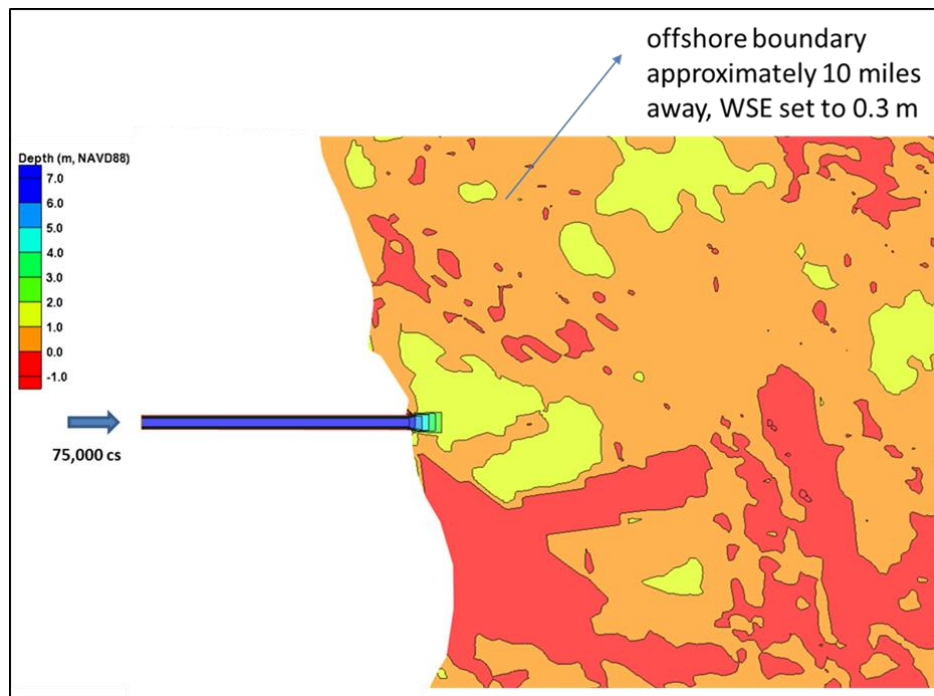 offshore boundary
approximately 10 miles
away, WSE set to 0.3 m
Depth (m, NAVD88)
7.0
6.0
5.0
4.0
3.0
2.0
1.0
0.0
-1.0
75,000 cs